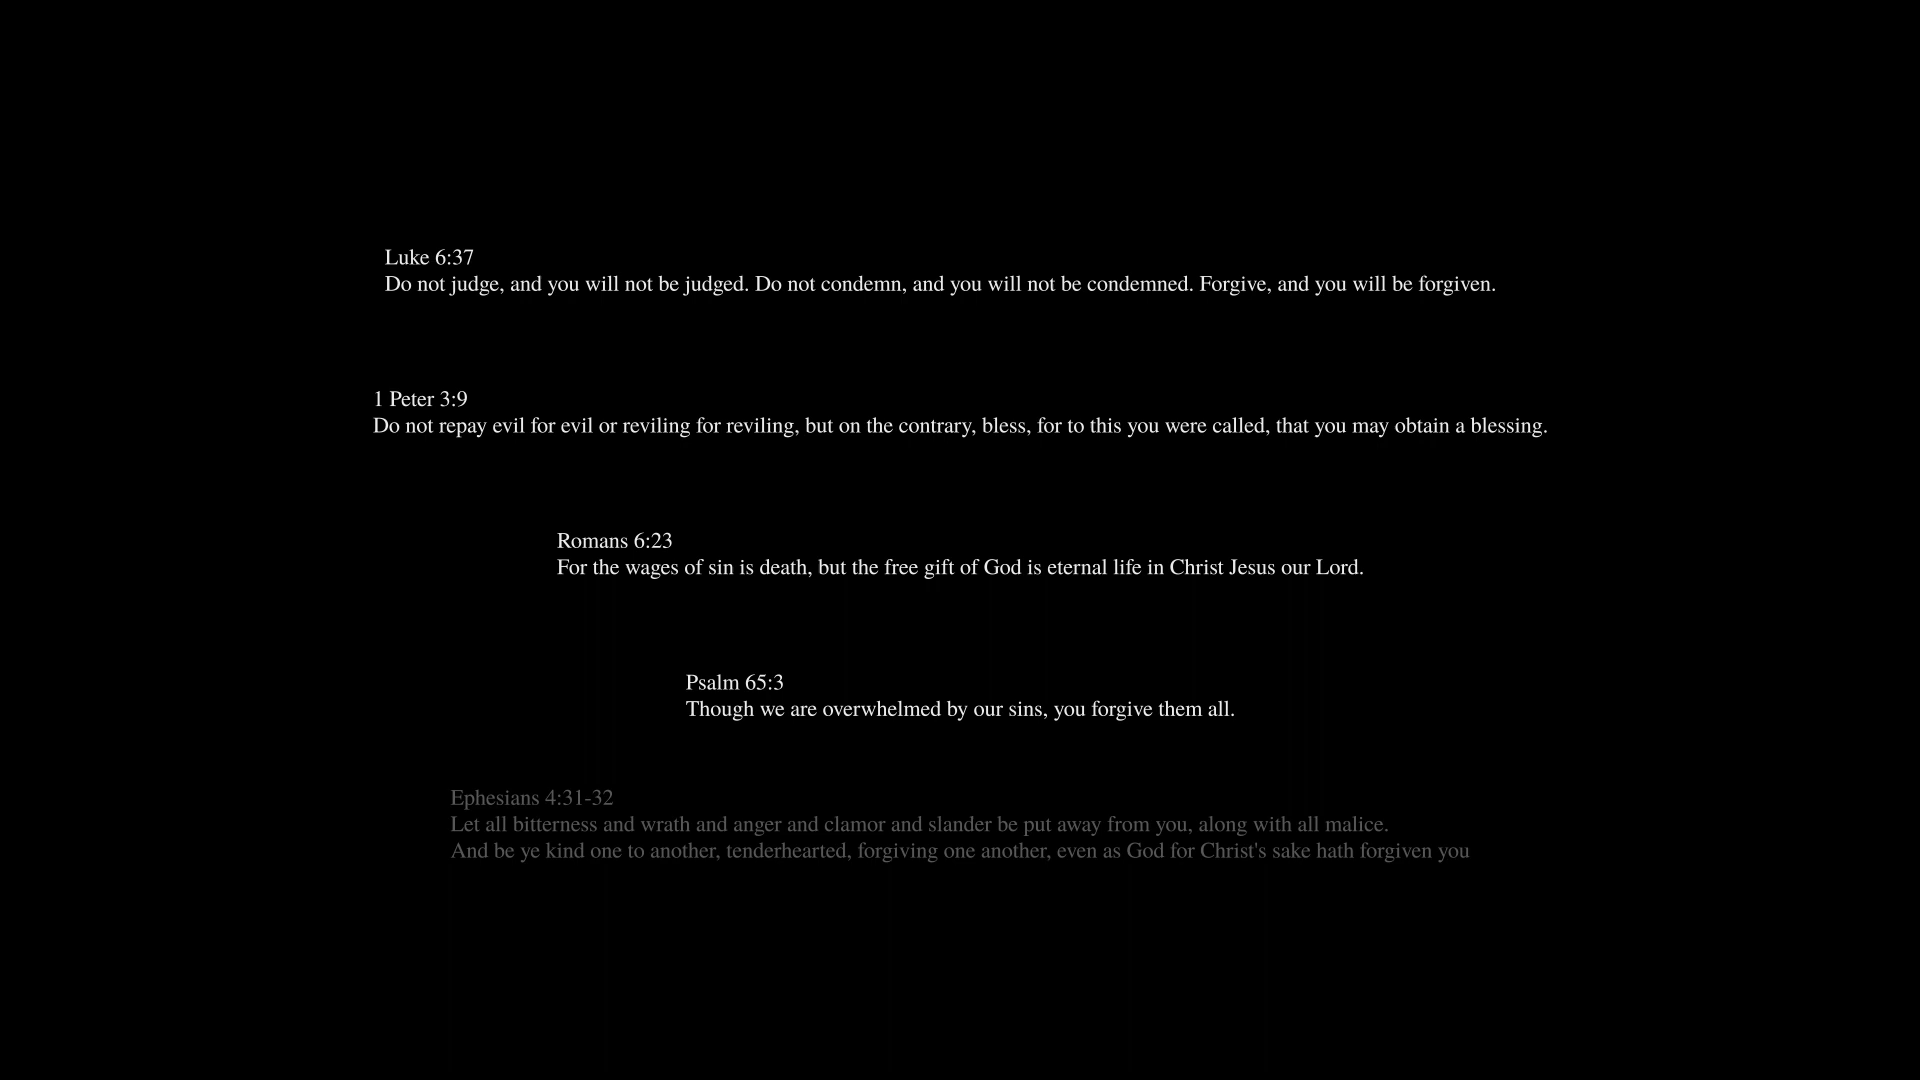 Luke 6:37
Do not judge, and you will not be judged. Do not condemn, and you will not be condemned. Forgive, and you will be forgiven.
1 Peter 3:9
Do not repay evil for evil or reviling for reviling, but on the contrary, bless, for to this you were called, that you may obtain a blessing.
Romans 6:23
For the wages of sin is death, but the free gift of God is eternal life in Christ Jesus our Lord.
Psalm 65:3
Though we are overwhelmed by our sins, you forgive them all.
Ephesians 4:31-32
Let all bitterness and wrath and anger and clamor and slander be put away from you, along with all malice.
And be ye kind one to another, tenderhearted, forgiving one another, even as God for Christ's sake hath forgiven you